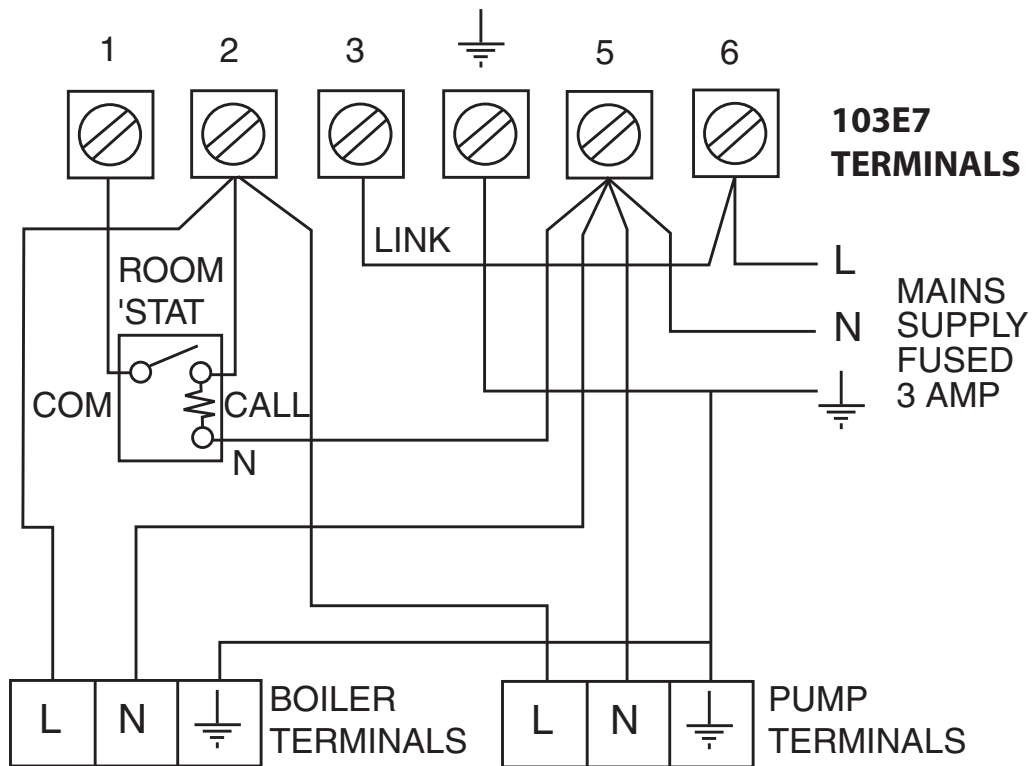 1 2 3 5 6
103E7
TERMINALS
LINK
L
ROOM
'STAT
MAINS
N SUPPLY
FUSED
3 AMP
COM CALL
N
L N
BOILER
TERMINALS
L N
PUMP
TERMINALS